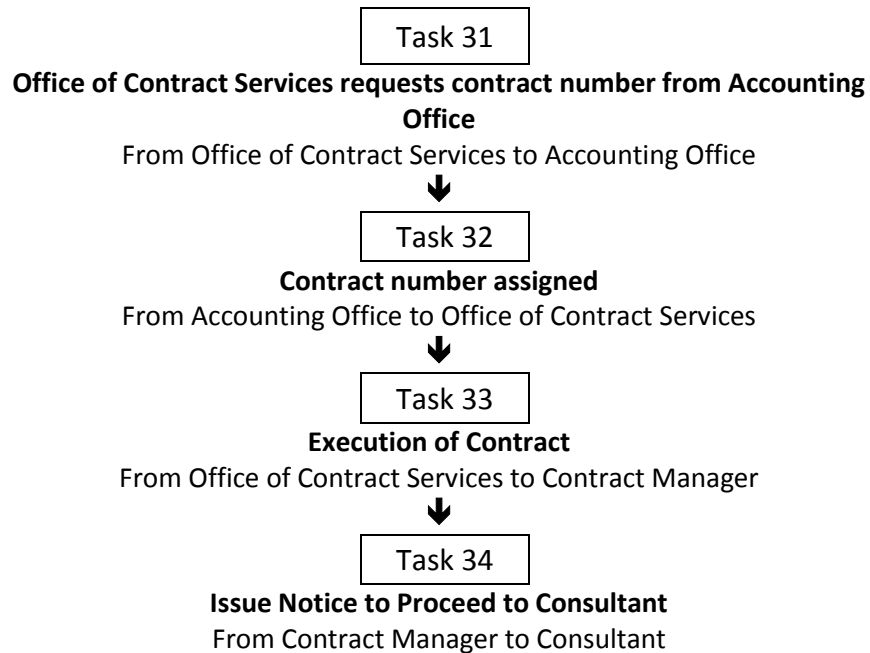 Task 31
Office of Contract Services requests contract number from Accounting
Office
From Office of Contract Services to Accounting Office
Task 32
Contract number assigned
From Accounting Office to Office of Contract Services
Task 33
Execution of Contract
From Office of Contract Services to Contract Manager
Task 34
Issue Notice to Proceed to Consultant
From Contract Manager to Consultant